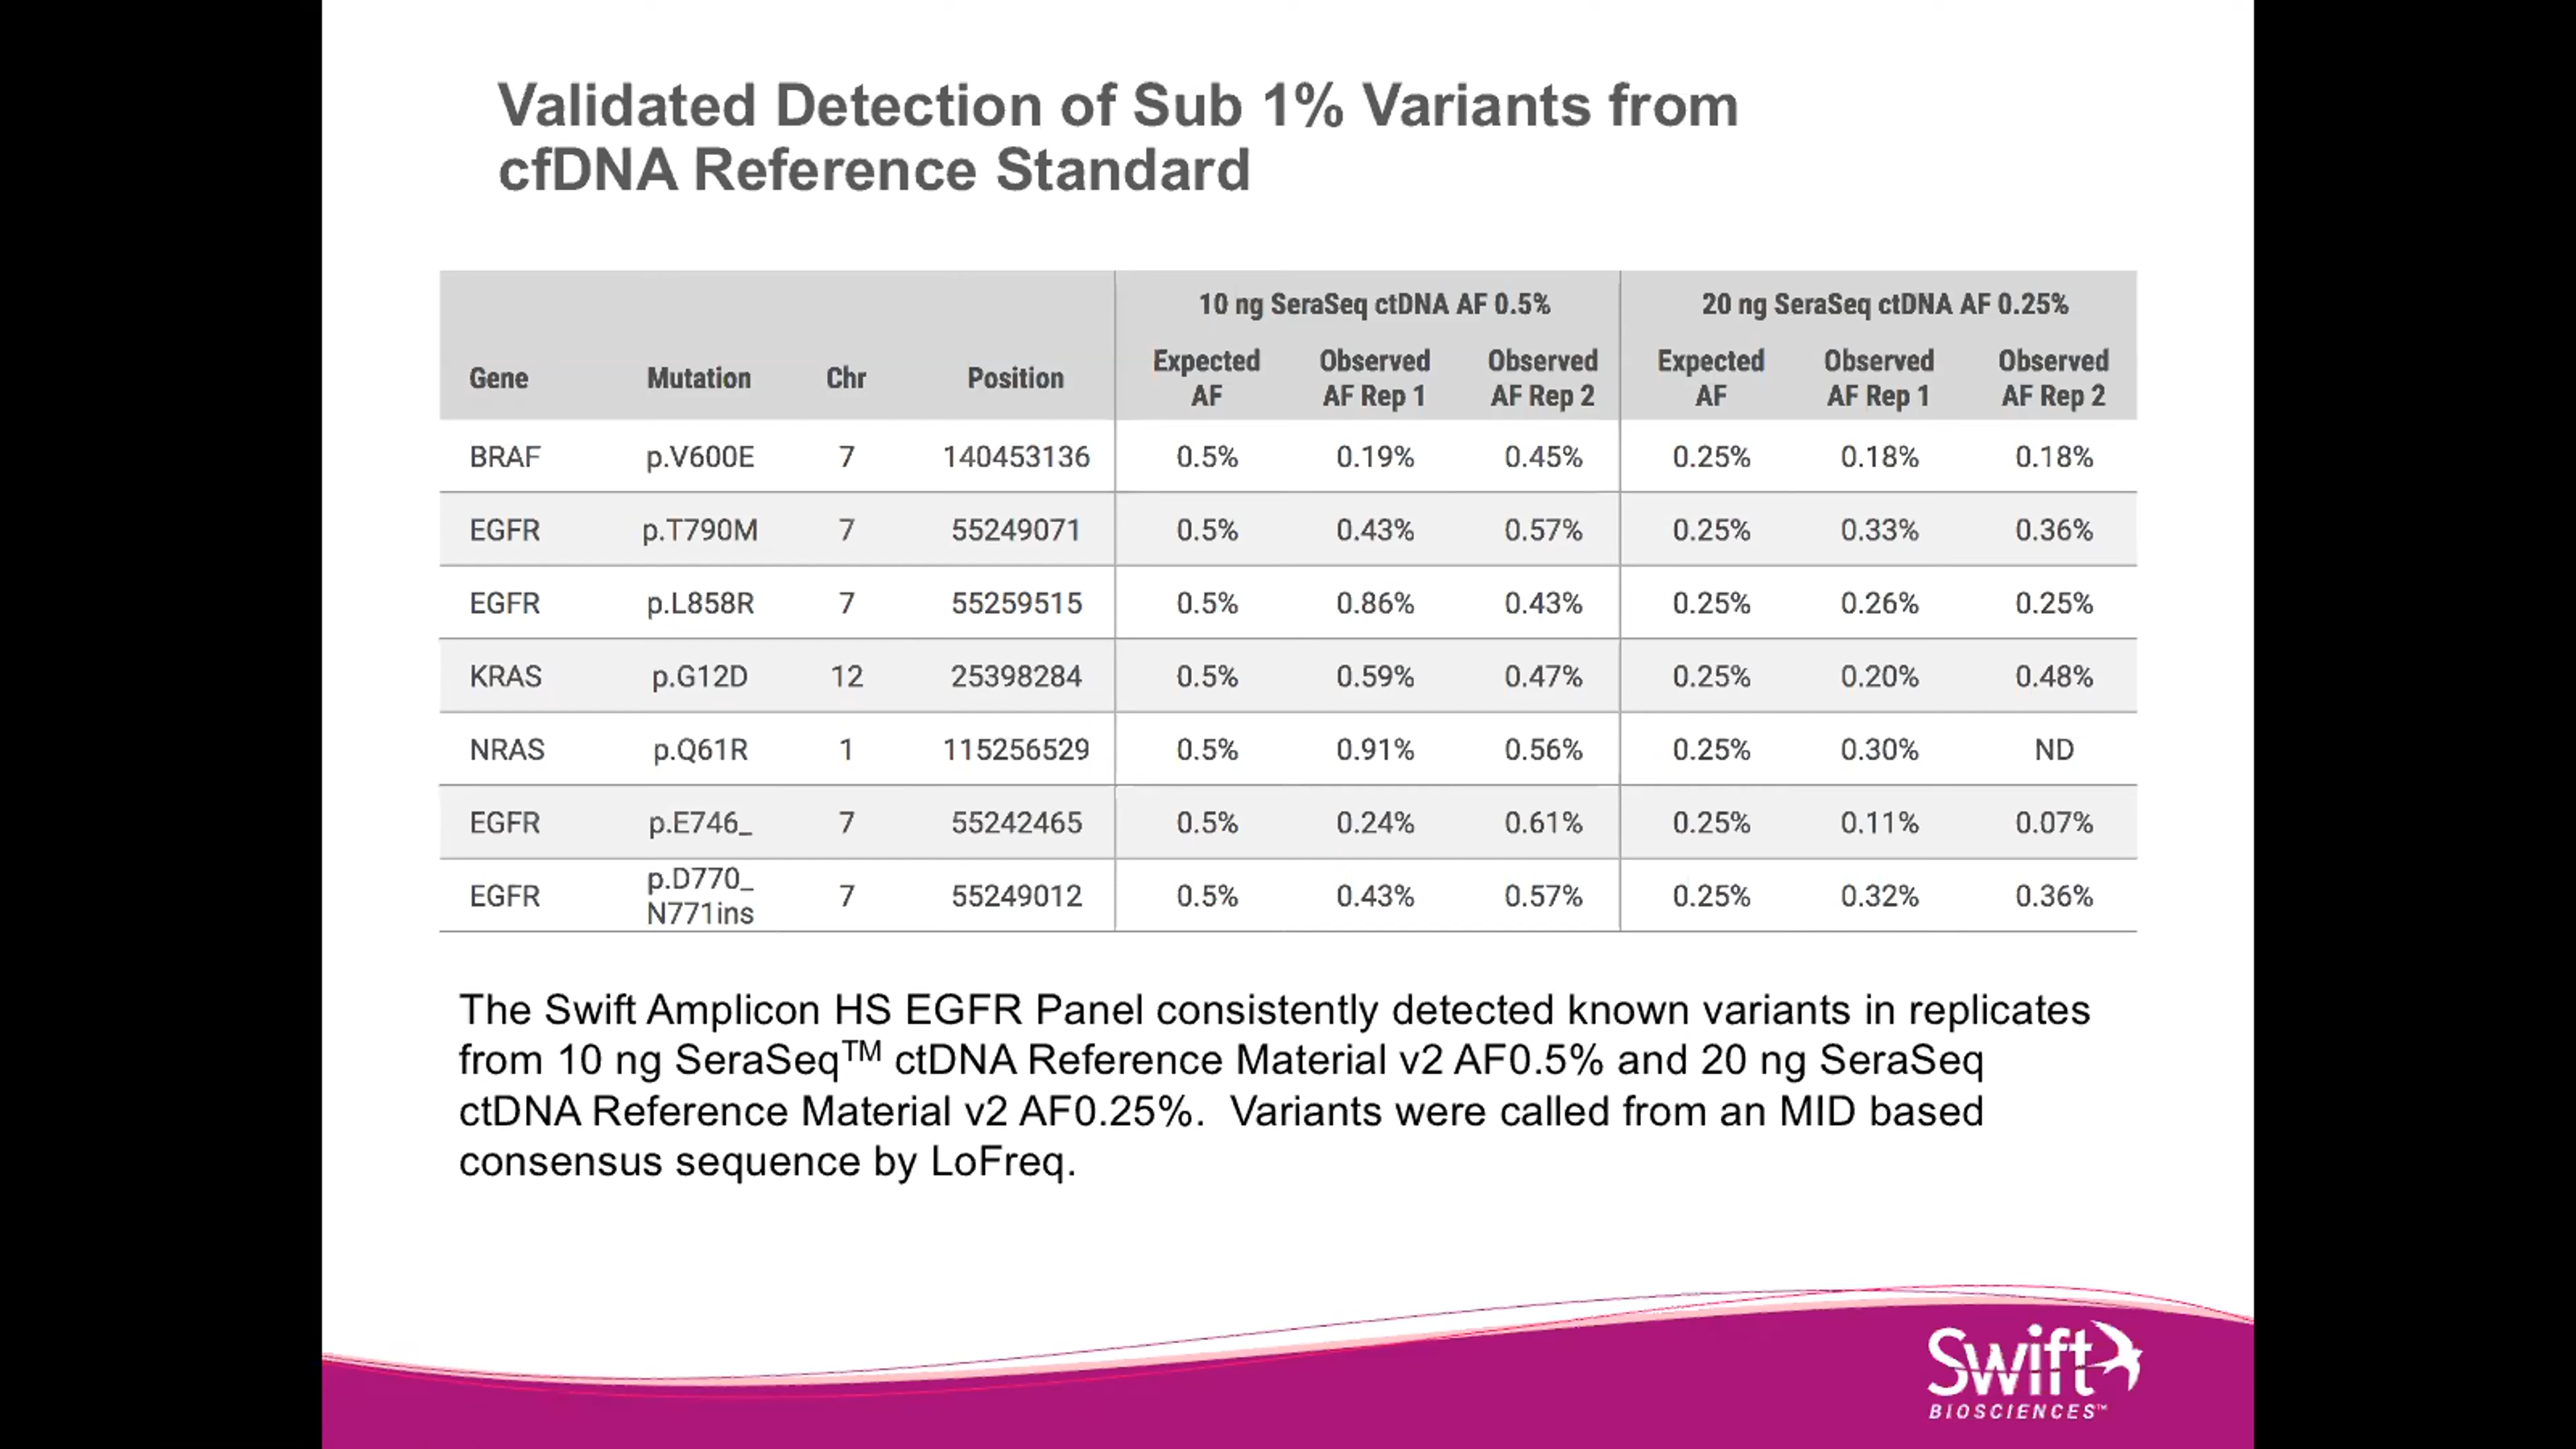 Validated Detection of Sub 1% Variants from
cfDNA Reference Standard
10 ng SeraSeq ctDNA AF 0.5% 20 ng SeraSeq ctDNA AF 0.25%
Gene Mutation Chr Position Expected AF Observed AF Rep 1 Observed AF Rep 2 Expected AF Observed AF Rep 1 Observed AF Rep 2
BRAF p.V600E 7 140453136 0.5% 0.19% 0.45% 0.25% 0.18% 0.18%
EGFR p.T790M 7 55249071 0.5% 0.43% 0.57% 0.25% 0.33% 0.36%
EGFR p.L858R 7 55259515 0.5% 0.86% 0.43% 0.25% 0.26% 0.25%
KRAS p.G12D 12 25398284 0.5% 0.59% 0.47% 0.25% 0.20% 0.48%
NRAS p.Q61R 1 115256529 0.5% 0.91% 0.56% 0.25% 0.30% ND
EGFR p.E746_ 7 55242465 0.5% 0.24% 0.61% 0.25% 0.11% 0.07%
EGFR p.D770_N771ins 7 55249012 0.5% 0.43% 0.57% 0.25% 0.32% 0.36%
The Swift Amplicon HS EGFR Panel consistently detected known variants in replicates
from 10 ng SeraSeq™ ctDNA Reference Material v2 AF0.5% and 20 ng SeraSeq
ctDNA Reference Material v2 AF0.25%. Variants were called from an MID based
consensus sequence by LoFreq.
Swift
BIOSCIENCES™